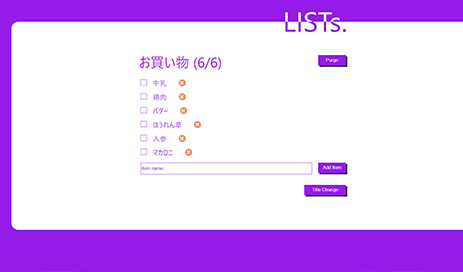 LISTs.
お買い物 (6/6)
Purge
牛乳
鶏肉
バター
ほうれん草
人参
マカロニ
item name
Add Item
Title Change